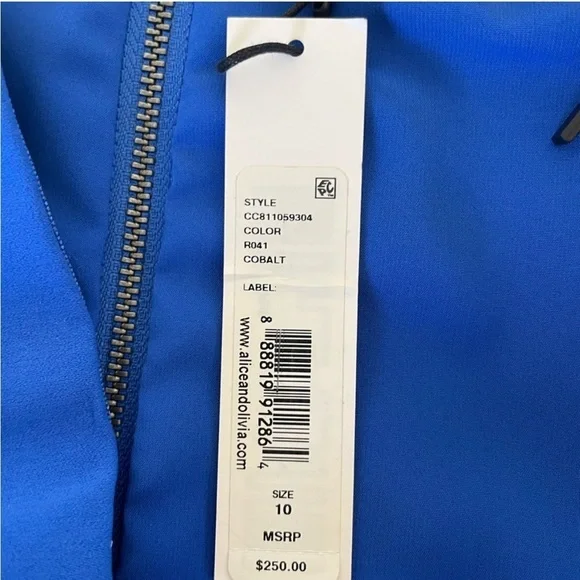 STYLE
CC811059304
COLOR
R041
COBALT
LABEL:
8 88819 91286 4
www.aliceandolivia.com
SIZE
10
MSRP
$250.00